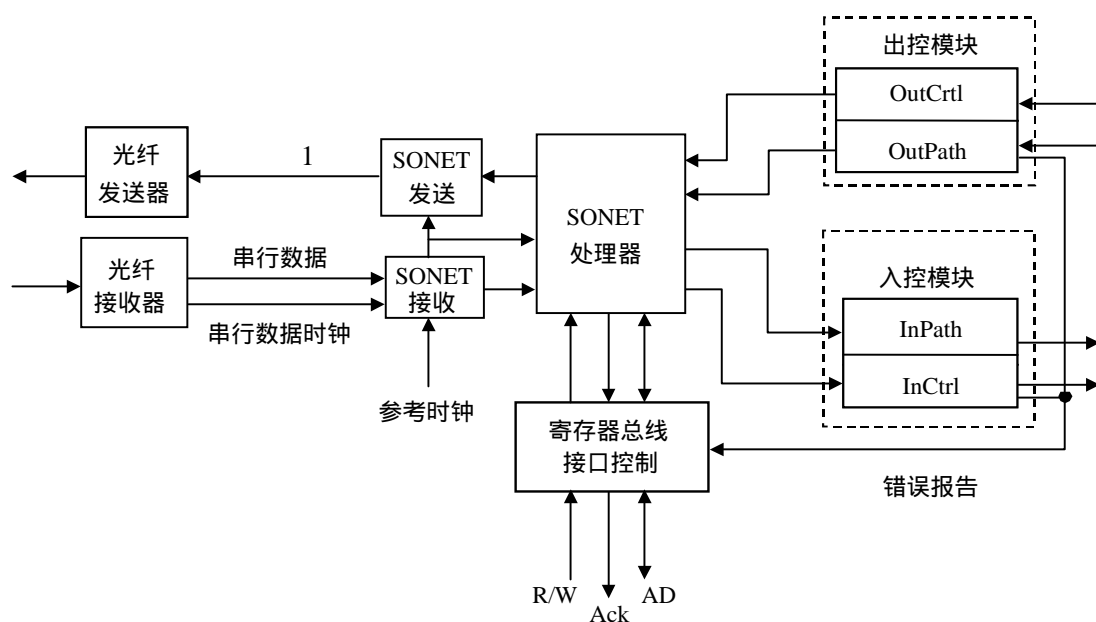 出控模块
OutCrtl
OutPath
光纤
发送器
1
SONET
发送
SONET
处理器
光纤
接收器
串行数据
串行数据时钟
SONET
接收
参考时钟
入控模块
InPath
InCtrl
寄存器总线
接口控制
错误报告
R/W
Ack
AD